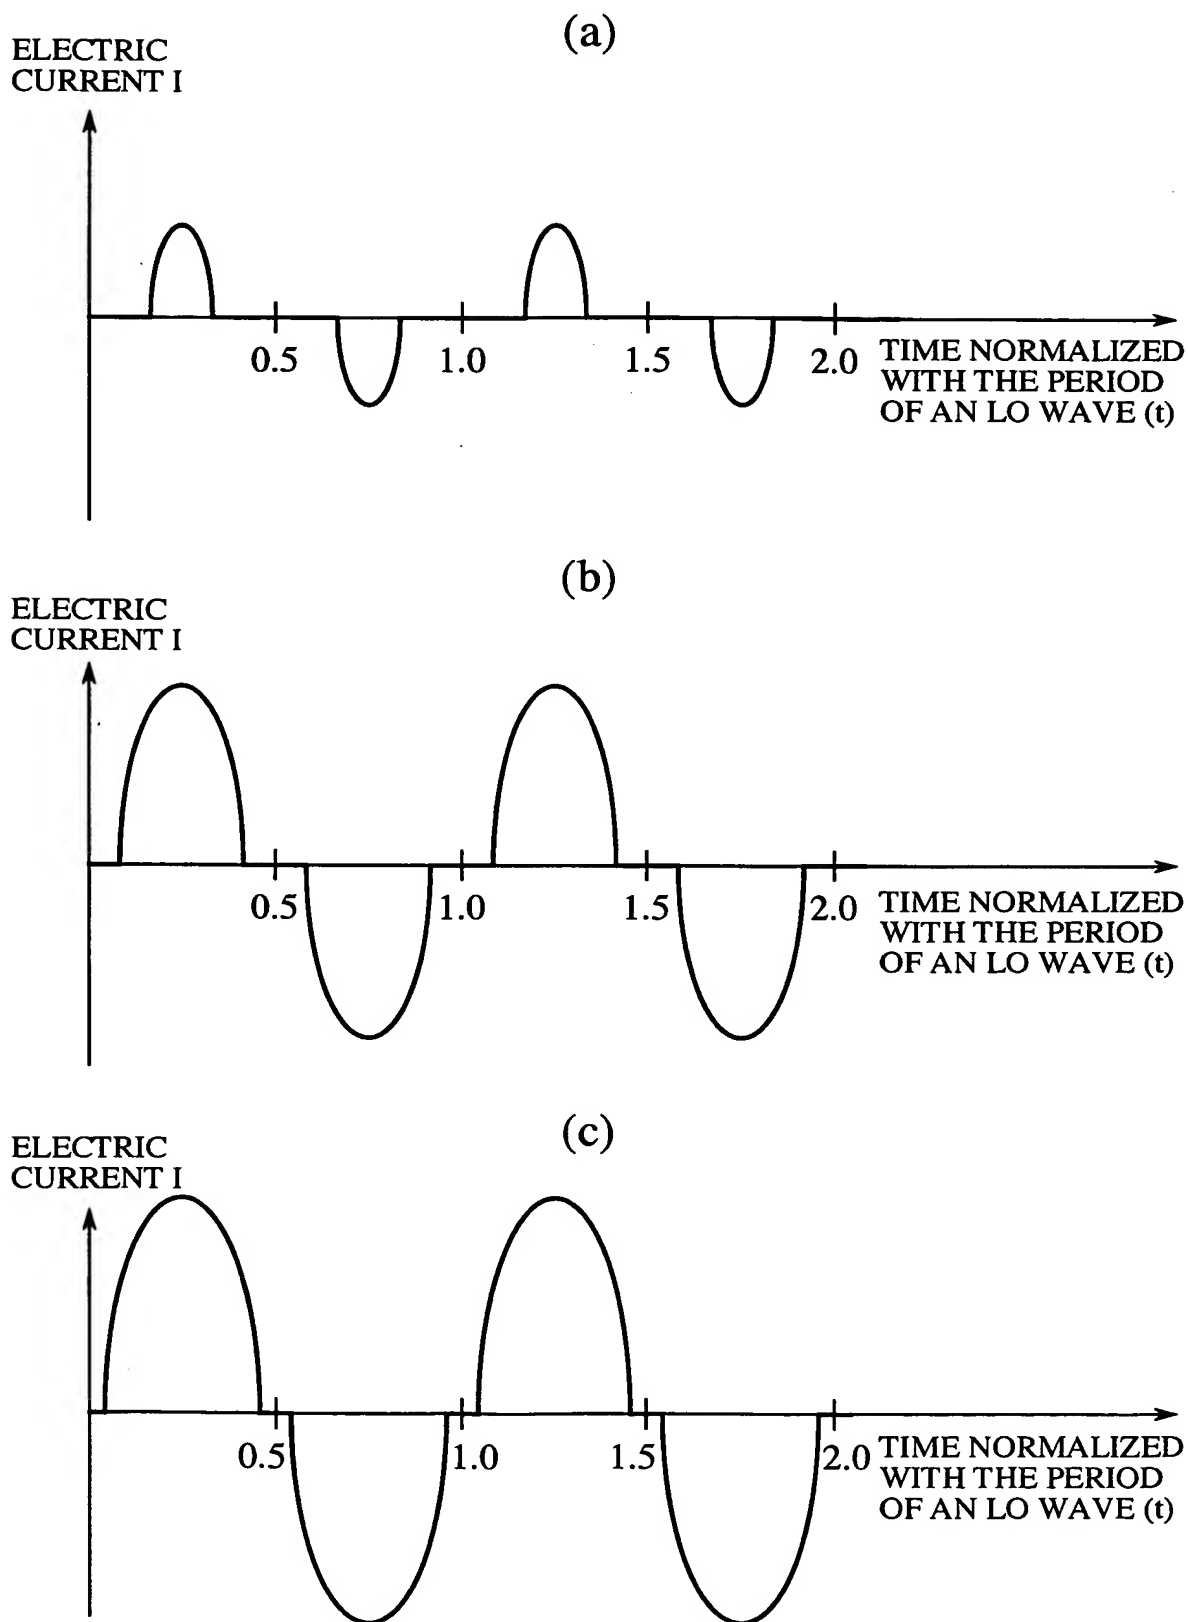 (a)
ELECTRIC
CURRENT I
0.5
1.0
1.5
2.0
TIME NORMALIZED
WITH THE PERIOD
OF AN LO WAVE (t)
(b)
ELECTRIC
CURRENT I
0.5
1.0
1.5
2.0
TIME NORMALIZED
WITH THE PERIOD
OF AN LO WAVE (t)
(c)
ELECTRIC
CURRENT I
0.5
1.0
1.5
2.0
TIME NORMALIZED
WITH THE PERIOD
OF AN LO WAVE (t)